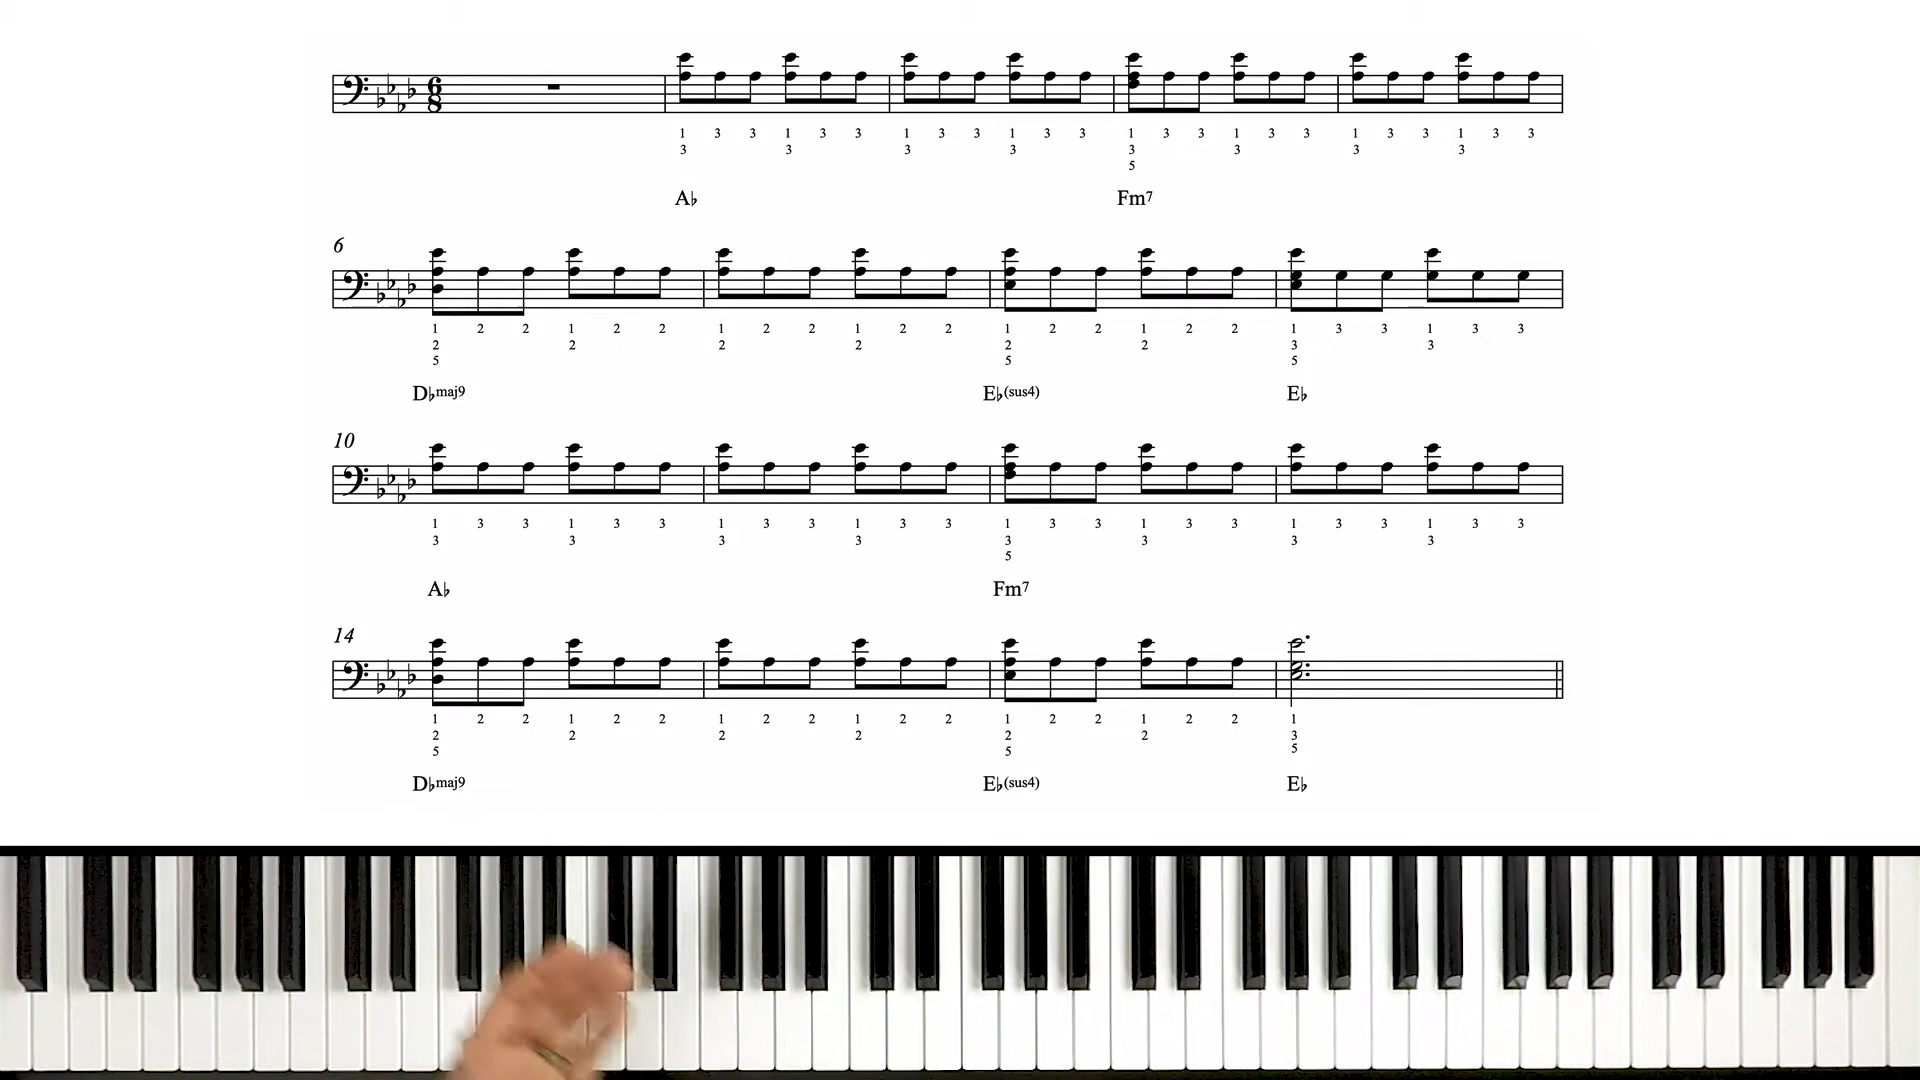 6
8
1 3 3 1 3 3 1 3 3 1 3 3 1 3 3 1 3 3 1 3 3 1 3 3
3 3 3 3 3 3 3 3
5
A♭ Fm7
6
1 2 2 1 2 2 1 2 2 1 2 2 1 2 2 1 2 2 1 3 3 1 3 3
2 2 2 2 2 2 3 3
5 5 5
D♭maj9 E♭(sus4) E♭
10
1 3 3 1 3 3 1 3 3 1 3 3 1 3 3 1 3 3 1 3 3 1 3 3
3 3 3 3 3 3 3 3
5
A♭ Fm7
14
1 2 2 1 2 2 1 2 2 1 2 2 1 2 2 1 2 2 1
2 2 2 2 2 2 3
5 5 5
D♭maj9 E♭(sus4) E♭